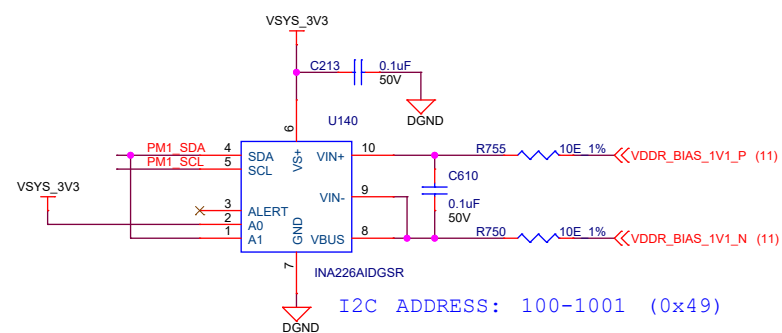 VSYS_3V3
C213 0.1uF
50V
DGND
U140
6
VS+
PM1_SDA 4 SDA VIN+ 10 R755 10E_1% VDDR_BIAS_1V1_P (11)
PM1_SCL 5 SCL
C610
VSYS_3V3
VIN- 9
0.1uF
50V
3 ALERT
2 A0
1 A1
GND
VBUS 8 R750 10E_1% VDDR_BIAS_1V1_N (11)
7
INA226AIDGSR
DGND
I2C ADDRESS: 100-1001 (0x49)